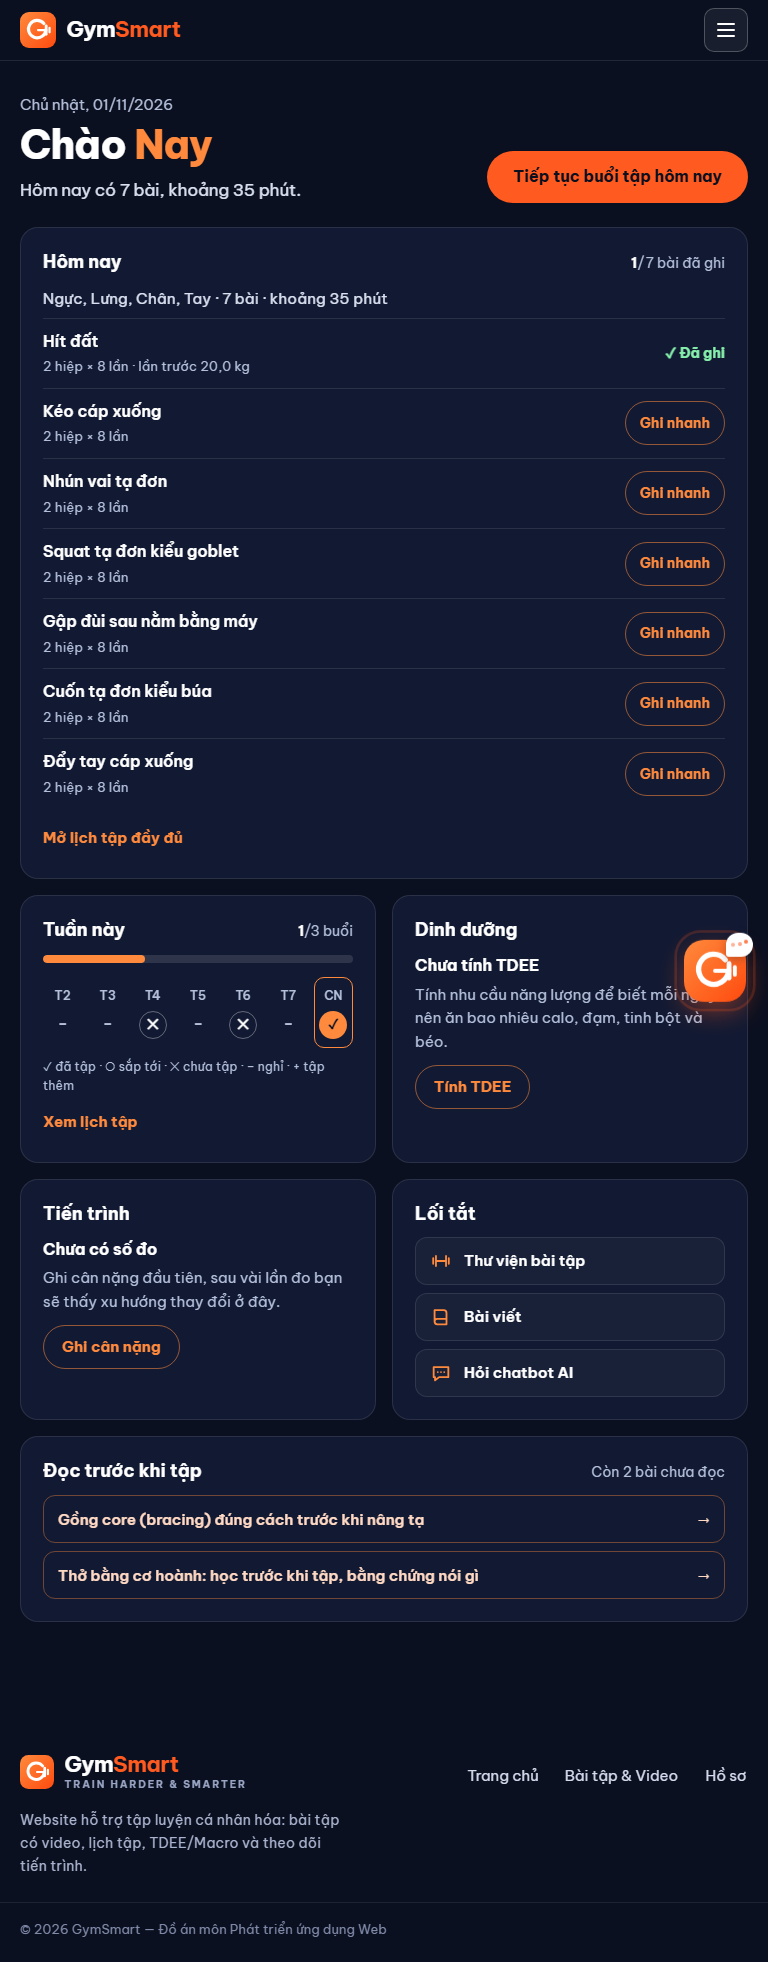 GymSmart
Chủ nhật, 01/11/2026
Chào Nay
Hôm nay có 7 bài, khoảng 35 phút.
Tiếp tục buổi tập hôm nay
Hôm nay
1/7 bài đã ghi
Ngực, Lưng, Chân, Tay · 7 bài · khoảng 35 phút
Hít đất
2 hiệp × 8 lần · lần trước 20,0 kg
✓ Đã ghi
Kéo cáp xuống
2 hiệp × 8 lần
Ghi nhanh
Nhún vai tạ đơn
2 hiệp × 8 lần
Ghi nhanh
Squat tạ đơn kiểu goblet
2 hiệp × 8 lần
Ghi nhanh
Gập đùi sau nằm bằng máy
2 hiệp × 8 lần
Ghi nhanh
Cuốn tạ đơn kiểu búa
2 hiệp × 8 lần
Ghi nhanh
Đẩy tay cáp xuống
2 hiệp × 8 lần
Ghi nhanh
Mở lịch tập đầy đủ
Tuần này
1/3 buổi
T2 T3 T4 T5 T6 T7 CN
– – ✕ – ✕ – ✓
✓ đã tập · ○ sắp tới · ✕ chưa tập · – nghỉ · + tập
thêm
Xem lịch tập
Dinh dưỡng
Chưa tính TDEE
Tính nhu cầu năng lượng để biết mỗi
nên ăn bao nhiêu calo, đạm, tinh bột và
béo.
Tính TDEE
Tiến trình
Chưa có số đo
Ghi cân nặng đầu tiên, sau vài lần đo bạn
sẽ thấy xu hướng thay đổi ở đây.
Ghi cân nặng
Lối tắt
Thư viện bài tập
Bài viết
Hỏi chatbot AI
Đọc trước khi tập
Còn 2 bài chưa đọc
Gồng core (bracing) đúng cách trước khi nâng tạ →
Thở bằng cơ hoành: học trước khi tập, bằng chứng nói gì →
GymSmart
TRAIN HARDER & SMARTER
Trang chủ Bài tập & Video Hồ sơ
Website hỗ trợ tập luyện cá nhân hóa: bài tập
có video, lịch tập, TDEE/Macro và theo dõi
tiến trình.
© 2026 GymSmart — Đồ án môn Phát triển ứng dụng Web